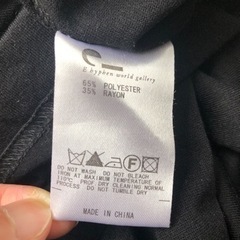 E hyphen world gallery
65% POLYESTER
35% RAYON
DO NOT WASH DO NOT BLEACH
IRON AT MAXIMUM TEMPERATURE OF
110°C PROF DRY CLEANING NORMAL
DO NOT TUMBLE DRY
MADE IN CHINA